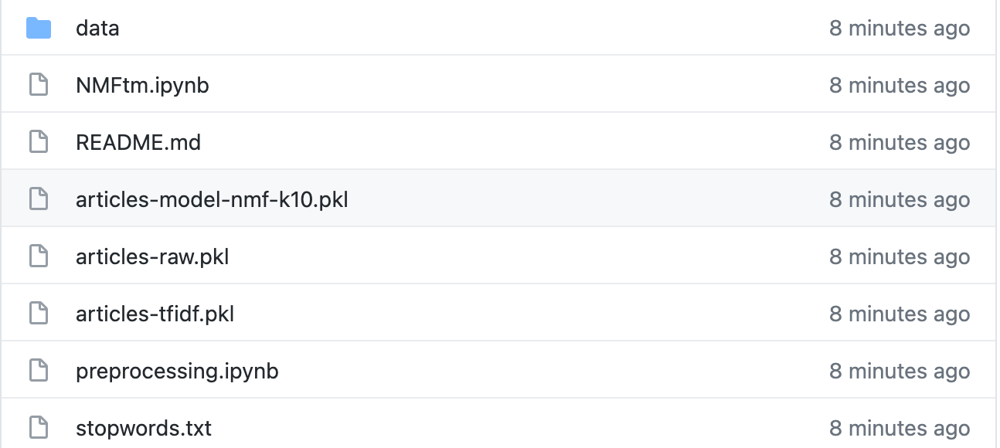 data 8 minutes ago
NMFtm.ipynb 8 minutes ago
README.md 8 minutes ago
articles-model-nmf-k10.pkl 8 minutes ago
articles-raw.pkl 8 minutes ago
articles-tfidf.pkl 8 minutes ago
preprocessing.ipynb 8 minutes ago
stopwords.txt 8 minutes ago